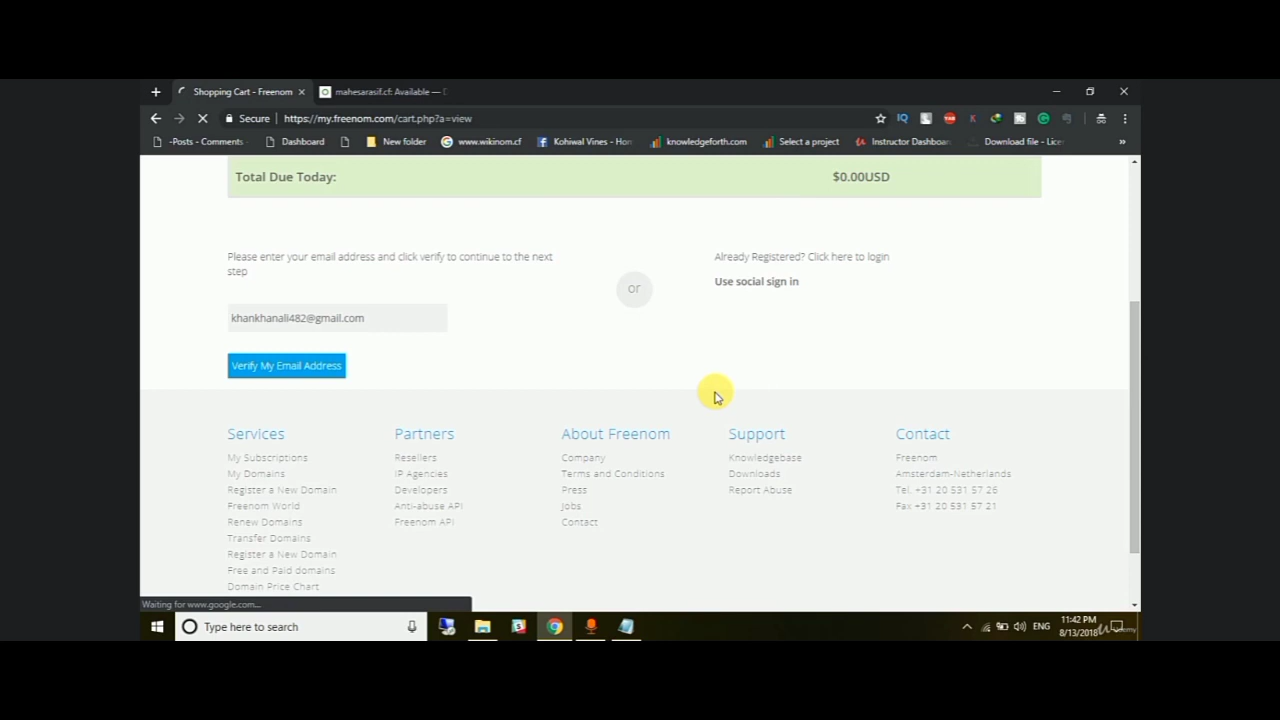 Shopping Cart - Freenom
mahesarasif.cf: Available —
Secure
https://my.freenom.com/cart.php?a=view
-Posts - Comments
Dashboard
New folder
www.wikinom.cf
Kohiwal Vines - Hon
knowledgeforth.com
Select a project
Instructor Dashboar
Download file - Lice
»
Total Due Today:
$0.00USD
Please enter your email address and click verify to continue to the next
step
or
Already Registered? Click here to login
Use social sign in
khankhanali482@gmail.com
Verify My Email Address
Services
My Subscriptions
My Domains
Register a New Domain
Freenom World
Renew Domains
Transfer Domains
Register a New Domain
Free and Paid domains
Domain Price Chart
Partners
Resellers
IP Agencies
Developers
Anti-abuse API
Freenom API
About Freenom
Company
Terms and Conditions
Press
Jobs
Contact
Support
Knowledgebase
Downloads
Report Abuse
Contact
Freenom
Amsterdam-Netherlands
Tel. +31 20 531 57 26
Fax +31 20 531 57 21
Waiting for www.google.com...
Type here to search
ENG
11:42 PM
8/13/2018